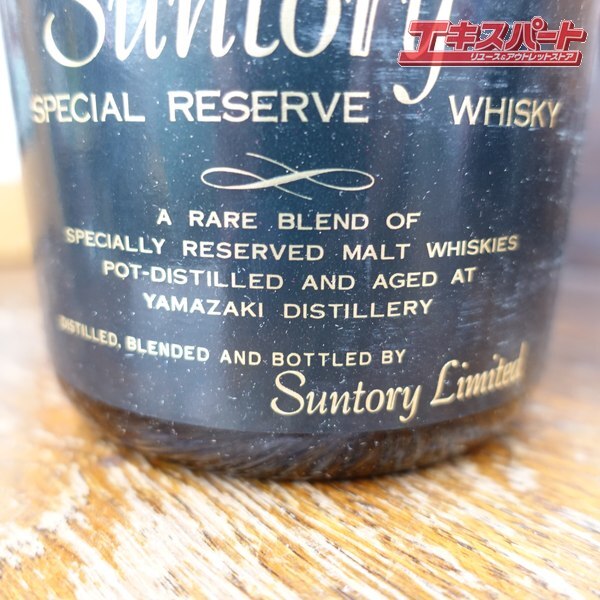 Suntory
エキスパート
リユース&アウトレットストア
SPECIAL RESERVE WHISKY
A RARE BLEND OF
SPECIALLY RESERVED MALT WHISKIES
POT-DISTILLED AND AGED AT
YAMAZAKI DISTILLERY
DISTILLED, BLENDED AND BOTTLED BY
Suntory Limited